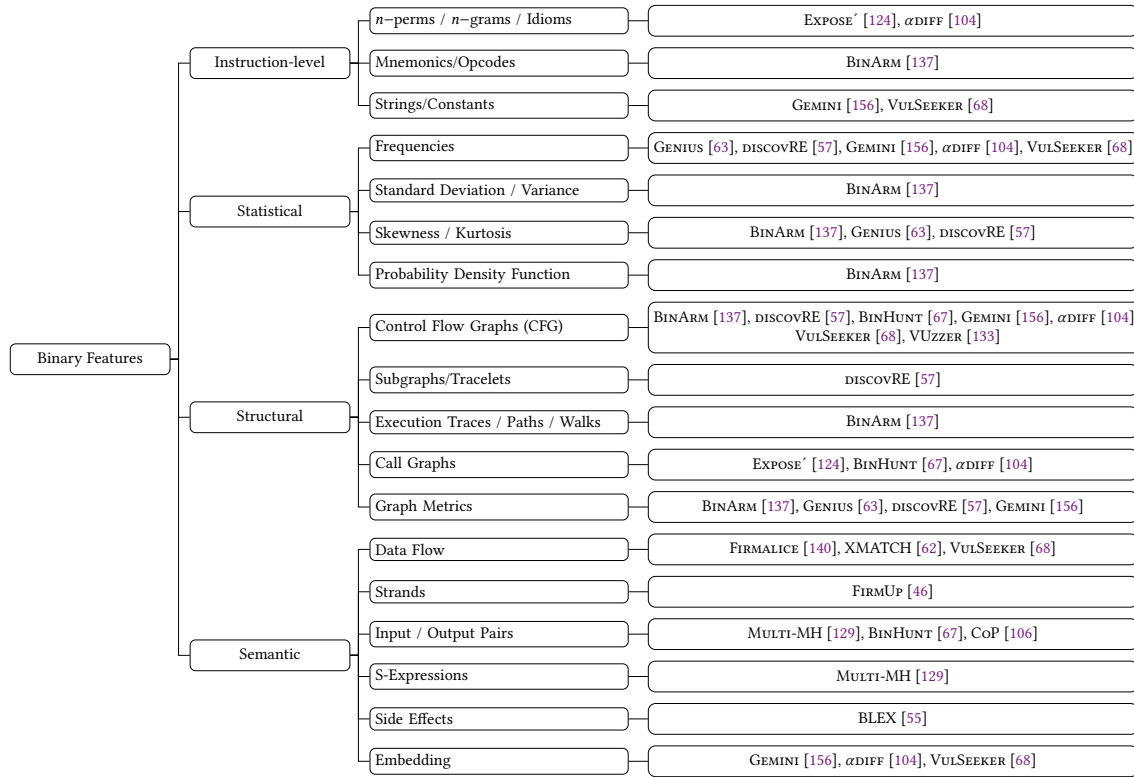 n−perms / n−grams / Idioms
Expose´ [124], αdiff [104]
Instruction-level
Mnemonics/Opcodes
BinArm [137]
Strings/Constants
Gemini [156], VulSeeker [68]
Frequencies
Genius [63], discovRE [57], Gemini [156], αdiff [104], VulSeeker [68]
Standard Deviation / Variance
BinArm [137]
Statistical
Skewness / Kurtosis
BinArm [137], Genius [63], discovRE [57]
Probability Density Function
BinArm [137]
Control Flow Graphs (CFG)
BinArm [137], discovRE [57], BinHunt [67], Gemini [156], αdiff [104]
VulSeeker [68], VUzzer [133]
Binary Features
Subgraphs/Tracelets
discovRE [57]
Structural
Execution Traces / Paths / Walks
BinArm [137]
Call Graphs
Expose´ [124], BinHunt [67], αdiff [104]
Graph Metrics
BinArm [137], Genius [63], discovRE [57], Gemini [156]
Data Flow
Firmalice [140], XMATCH [62], VulSeeker [68]
Strands
FirmUp [46]
Input / Output Pairs
Multi-MH [129], BinHunt [67], CoP [106]
Semantic
S-Expressions
Multi-MH [129]
Side Effects
BLEX [55]
Embedding
Gemini [156], αdiff [104], VulSeeker [68]